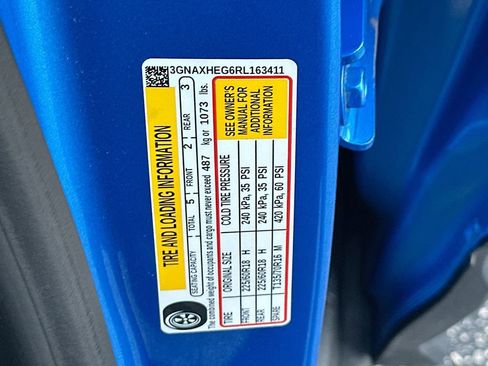 3GNAXHEG6RL163411
TIRE AND LOADING INFORMATION
SEATING CAPACITY TOTAL 5 FRONT 2 REAR 3
The combined weight of occupants and cargo must never exceed 487 kg or 1073 lbs.
TIRE ORIGINAL SIZE COLD TIRE PRESSURE
FRONT 225/60R18 H 240 kPa, 35 PSI
REAR 225/60R18 H 240 kPa, 35 PSI
SPARE T135/70R16 M 420 kPa, 60 PSI
SEE OWNER'S
MANUAL FOR
ADDITIONAL
INFORMATION